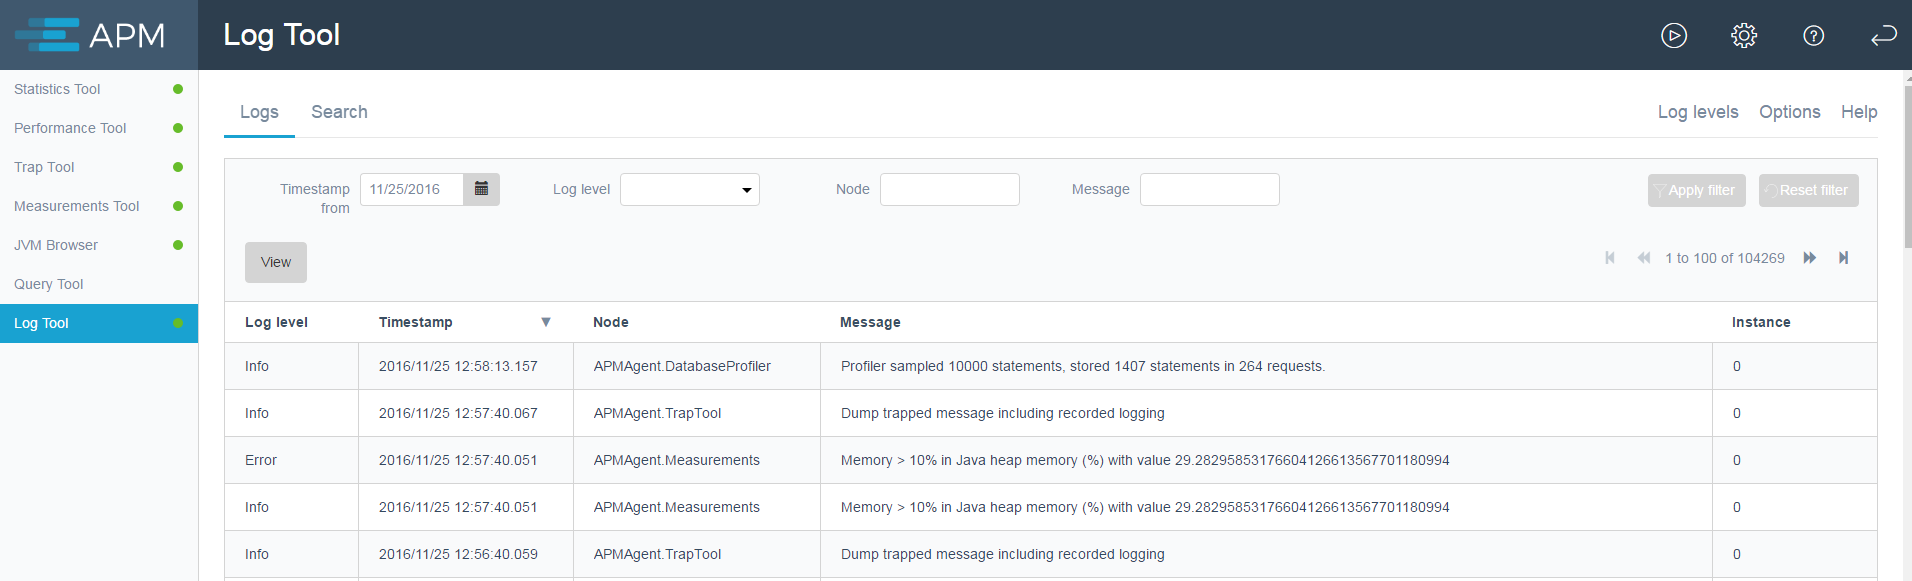 APM
Log Tool
Statistics Tool
Performance Tool
Trap Tool
Measurements Tool
JVM Browser
Query Tool
Log Tool
Logs Search Log levels Options Help
Timestamp from 11/25/2016 Log level Node Message Apply filter Reset filter
View 1 to 100 of 104269
Log level Timestamp Node Message Instance
Info 2016/11/25 12:58:13.157 APMAgent.DatabaseProfiler Profiler sampled 10000 statements, stored 1407 statements in 264 requests. 0
Info 2016/11/25 12:57:40.067 APMAgent.TrapTool Dump trapped message including recorded logging 0
Error 2016/11/25 12:57:40.051 APMAgent.Measurements Memory > 10% in Java heap memory (%) with value 29.282958531766041266135677011809​94 0
Info 2016/11/25 12:57:40.051 APMAgent.Measurements Memory > 10% in Java heap memory (%) with value 29.28295853176604126613567701180994 0
Info 2016/11/25 12:56:40.059 APMAgent.TrapTool Dump trapped message including recorded logging 0